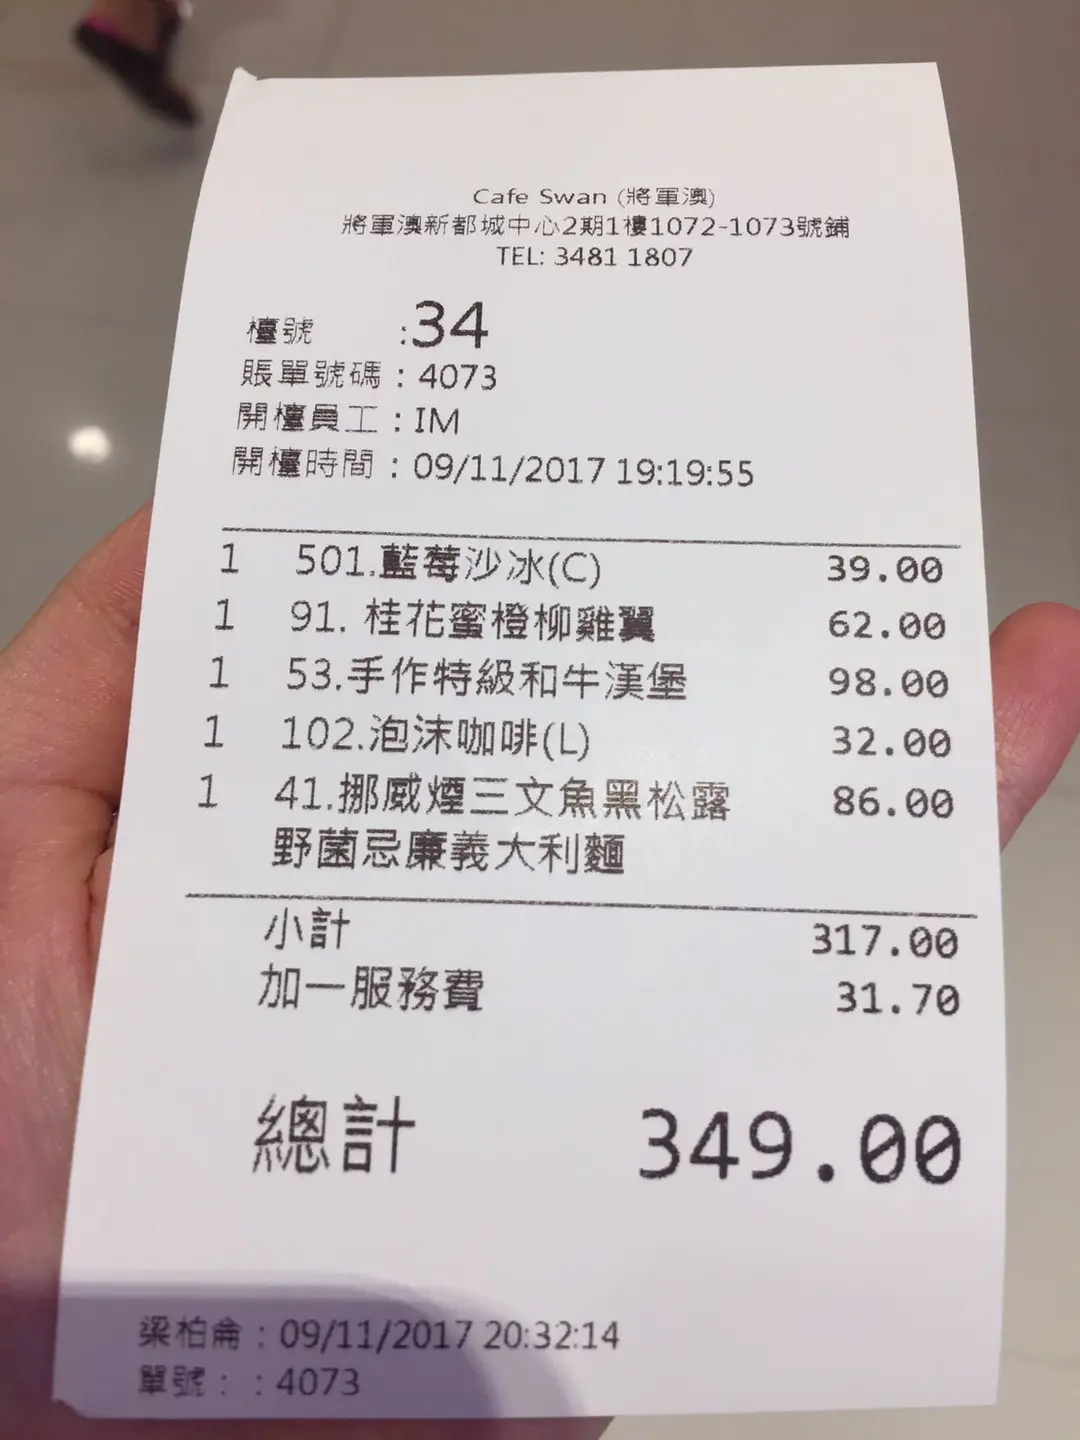 Cafe Swan (將軍澳)
將軍澳新都城中心2期1樓1072-1073號鋪
TEL: 3481 1807
檯號 :34
賬單號碼 : 4073
開檯員工 : IM
開檯時間 : 09/11/2017 19:19:55
1 501.藍莓沙冰(C) 39.00
1 91. 桂花蜜橙柳雞翼 62.00
1 53.手作特級和牛漢堡 98.00
1 102.泡沫咖啡(L) 32.00
1 41.挪威煙三文魚黑松露 86.00
野菌忌廉義大利麵
小計 317.00
加一服務費 31.70
總計 349.00
梁柏侖 : 09/11/2017 20:32:14
單號 : : 4073